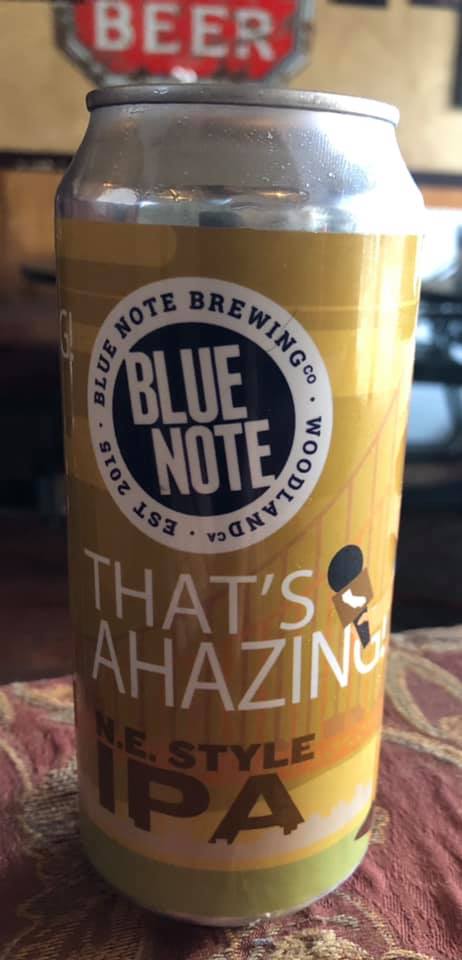 BEER
BLUE NOTE BREWING CO · WOODLAND CA · EST 2015 ·
BLUE
NOTE
THAT'S
AHAZING!
N.E. STYLE
IPA
G!